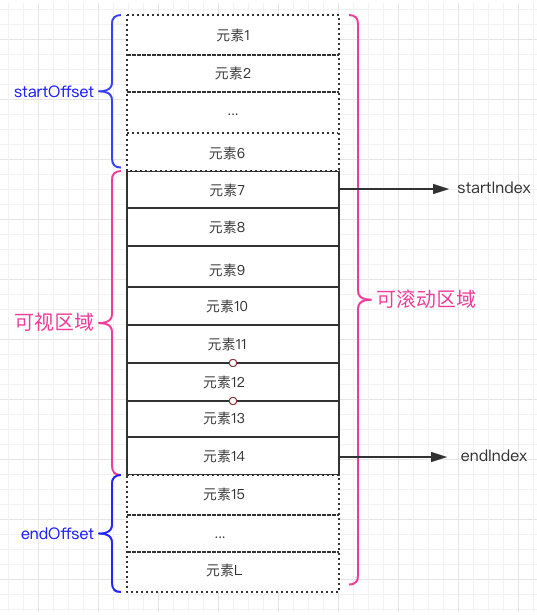 元素1
元素2
startOffset
...
元素6
元素7
startIndex
元素8
元素9
可滚动区域
元素10
可视区域
元素11
元素12
元素13
元素14
endIndex
元素15
endOffset
...
元素L